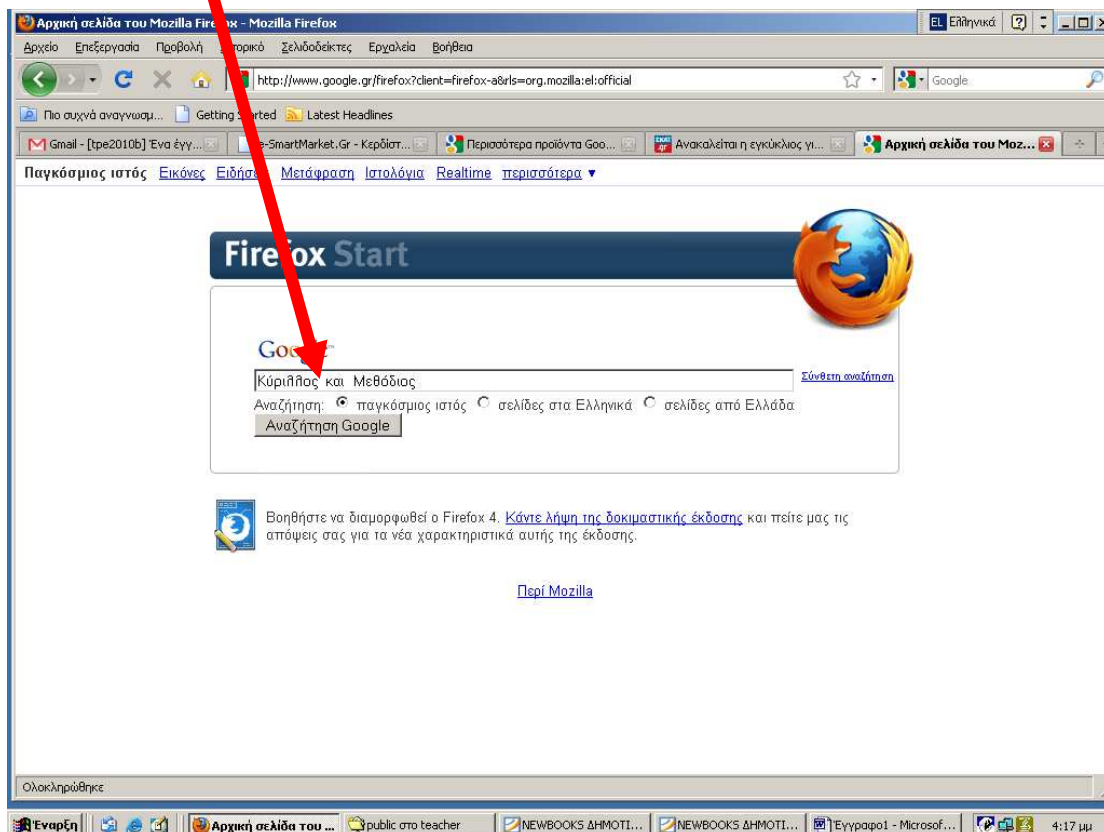 Αρχική σελίδα του Mozilla Firefox - Mozilla Firefox
EL Ελληνικά
Αρχείο Επεξεργασία Προβολή Ιστορικό Σελιδοδείκτες Εργαλεία Βοήθεια
http://www.google.gr/firefox?client=firefox-a&rls=org.mozilla:el:official
Google
Πιο συχνά αναγνωσμ... Getting Started Latest Headlines
Gmail - [tpe2010b] Ένα έγγ... e-SmartMarket.Gr - Κερδίστ... Περισσότερα προϊόντα Goo... Ανακαλείται η εγκύκλιος γι... Αρχική σελίδα του Moz...
Παγκόσμιος ιστός Εικόνες Ειδήσεις Μετάφραση Ιστολόγια Realtime περισσότερα ▼
Firefox Start
Google
Κύριλλος και Μεθόδιος
Σύνθετη αναζήτηση
Αναζήτηση: παγκόσμιος ιστός σελίδες στα Ελληνικά σελίδες από Ελλάδα
Αναζήτηση Google
Βοηθήστε να διαμορφωθεί ο Firefox 4. Κάντε λήψη της δοκιμαστικής έκδοσης και πείτε μας τις
απόψεις σας για τα νέα χαρακτηριστικά αυτής της έκδοσης.
Περί Mozilla
Ολοκληρώθηκε
Έναρξη Αρχική σελίδα του ... public στο teacher NEWBOOKS ΔΗΜΟΤΙ... NEWBOOKS ΔΗΜΟΤΙ... Έγγραφο1 - Microsof... 4:17 μμ